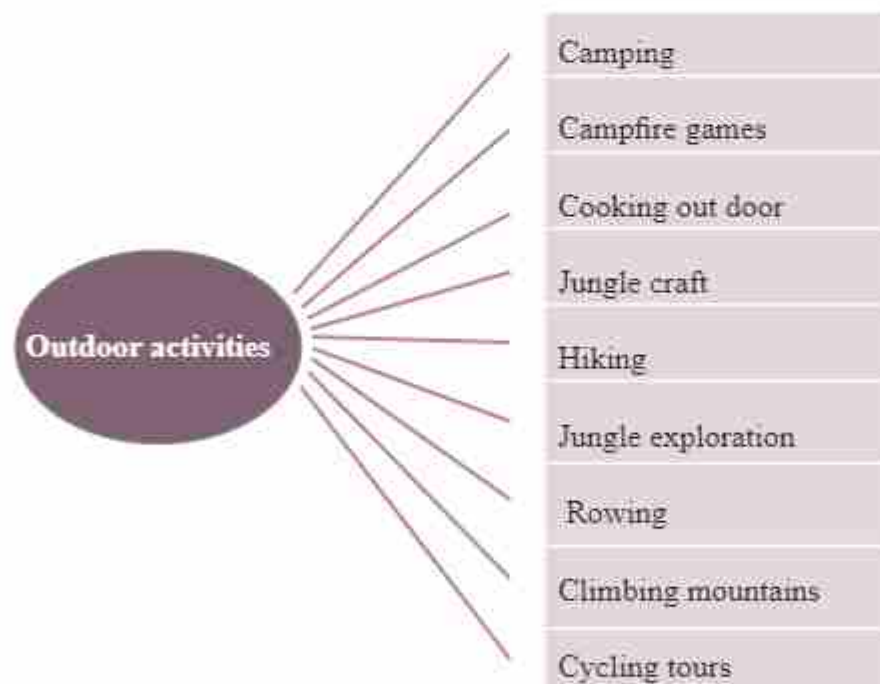 Outdoor activities
Camping
Campfire games
Cooking out door
Jungle craft
Hiking
Jungle exploration
Rowing
Climbing mountains
Cycling tours